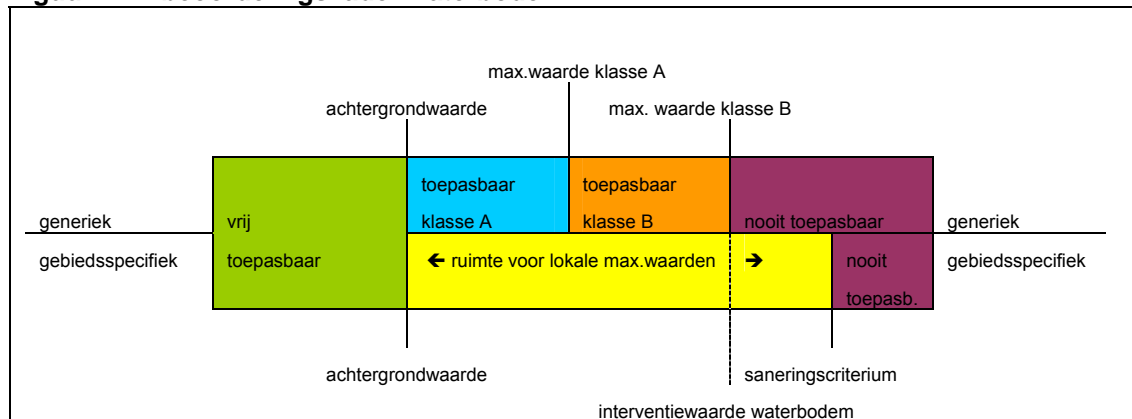 max.waarde klasse A
achtergrondwaarde max. waarde klasse B
toepasbaar toepasbaar
generiek vrij klasse A klasse B nooit toepasbaar generiek
gebiedsspecifiek toepasbaar ← ruimte voor lokale max.waarden → nooit gebiedsspecifiek
toepasb.
achtergrondwaarde saneringscriterium
interventiewaarde waterbodem